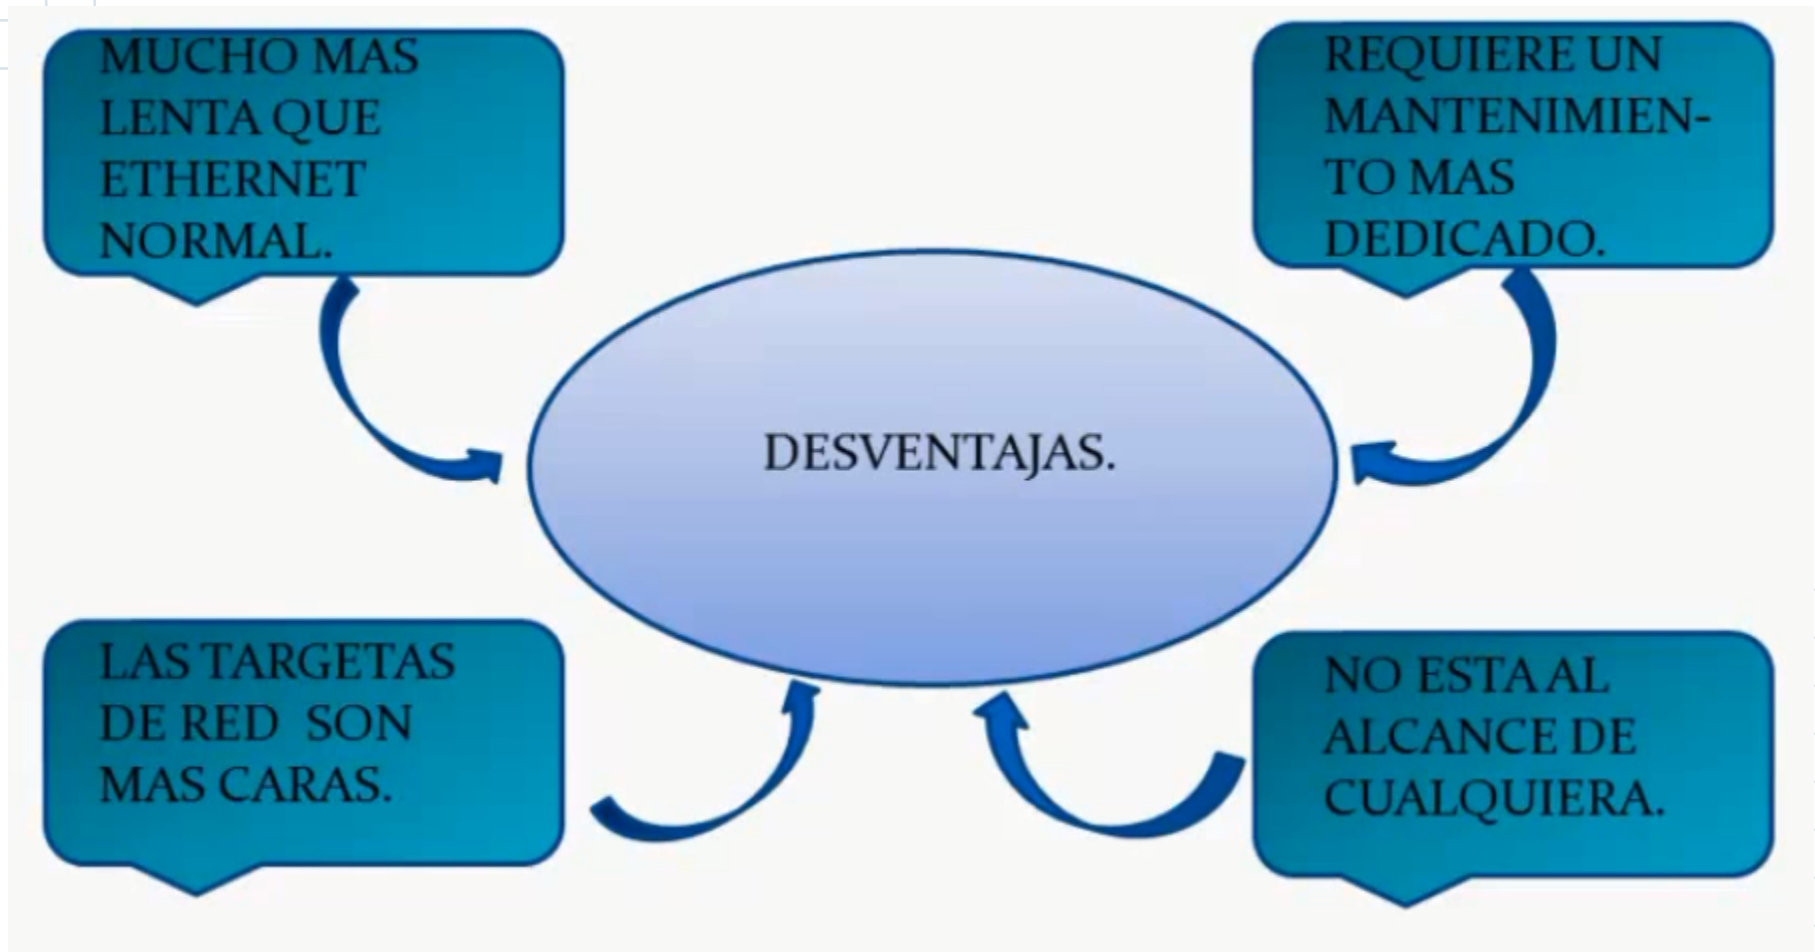 MUCHO MAS
LENTA QUE
ETHERNET
NORMAL.
REQUIERE UN
MANTENIMIEN-
TO MAS
DEDICADO.
DESVENTAJAS.
LAS TARGETAS
DE RED SON
MAS CARAS.
NO ESTA AL
ALCANCE DE
CUALQUIERA.